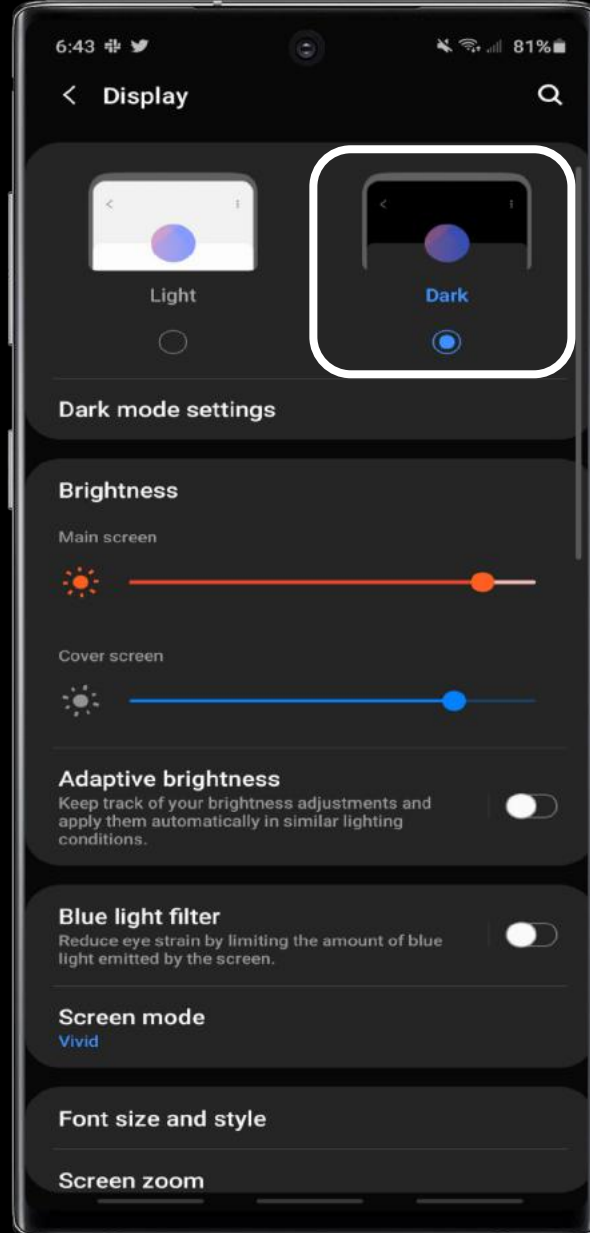 6:43 81%
Display
Light Dark
Dark mode settings
Brightness
Main screen
Cover screen
Adaptive brightness
Keep track of your brightness adjustments and
apply them automatically in similar lighting
conditions.
Blue light filter
Reduce eye strain by limiting the amount of blue
light emitted by the screen.
Screen mode
Vivid
Font size and style
Screen zoom